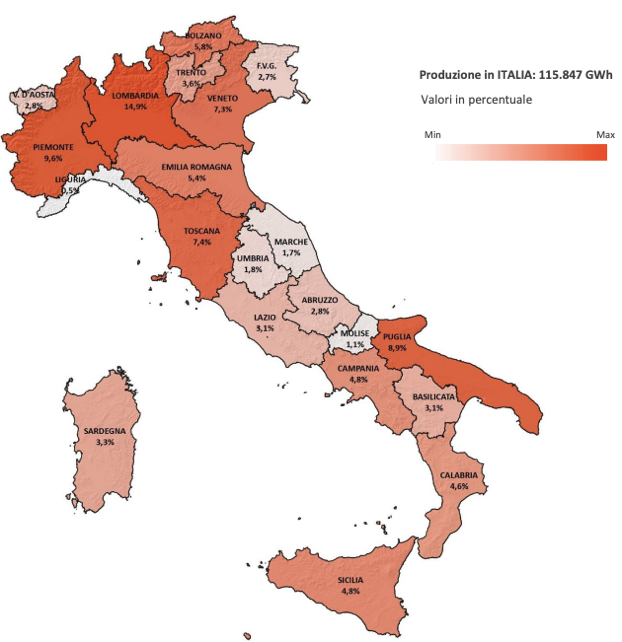 BOLZANO
5,8%
TRENTO
3,6%
F.V.G.
2,7%
V. D'AOSTA
2,8%
LOMBARDIA
14,9%
VENETO
7,3%
PIEMONTE
9,6%
LIGURIA
0,5%
EMILIA ROMAGNA
5,4%
TOSCANA
7,4%
MARCHE
1,7%
UMBRIA
1,8%
LAZIO
3,1%
ABRUZZO
2,8%
MOLISE
1,1%
PUGLIA
8,9%
CAMPANIA
4,8%
BASILICATA
3,1%
SARDEGNA
3,3%
CALABRIA
4,6%
SICILIA
4,8%
Produzione in ITALIA: 115.847 GWh
Valori in percentuale
Min Max